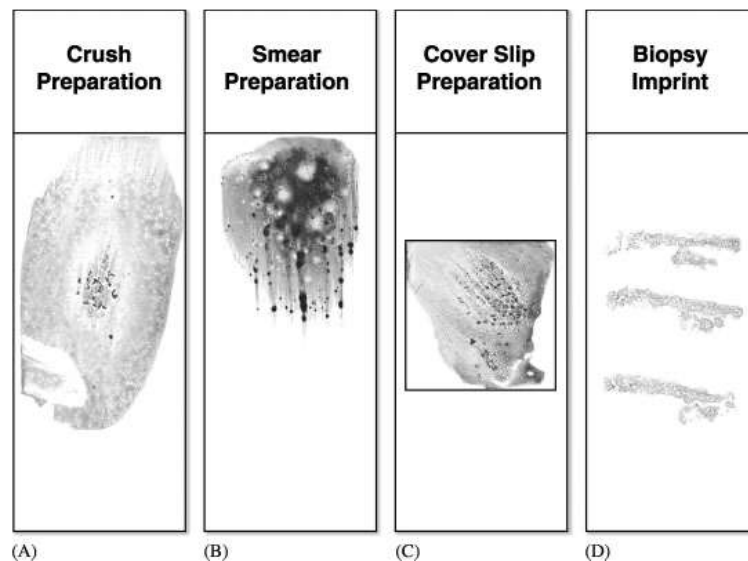 Crush
Preparation
Smear
Preparation
Cover Slip
Preparation
Biopsy
Imprint
(A)
(B)
(C)
(D)